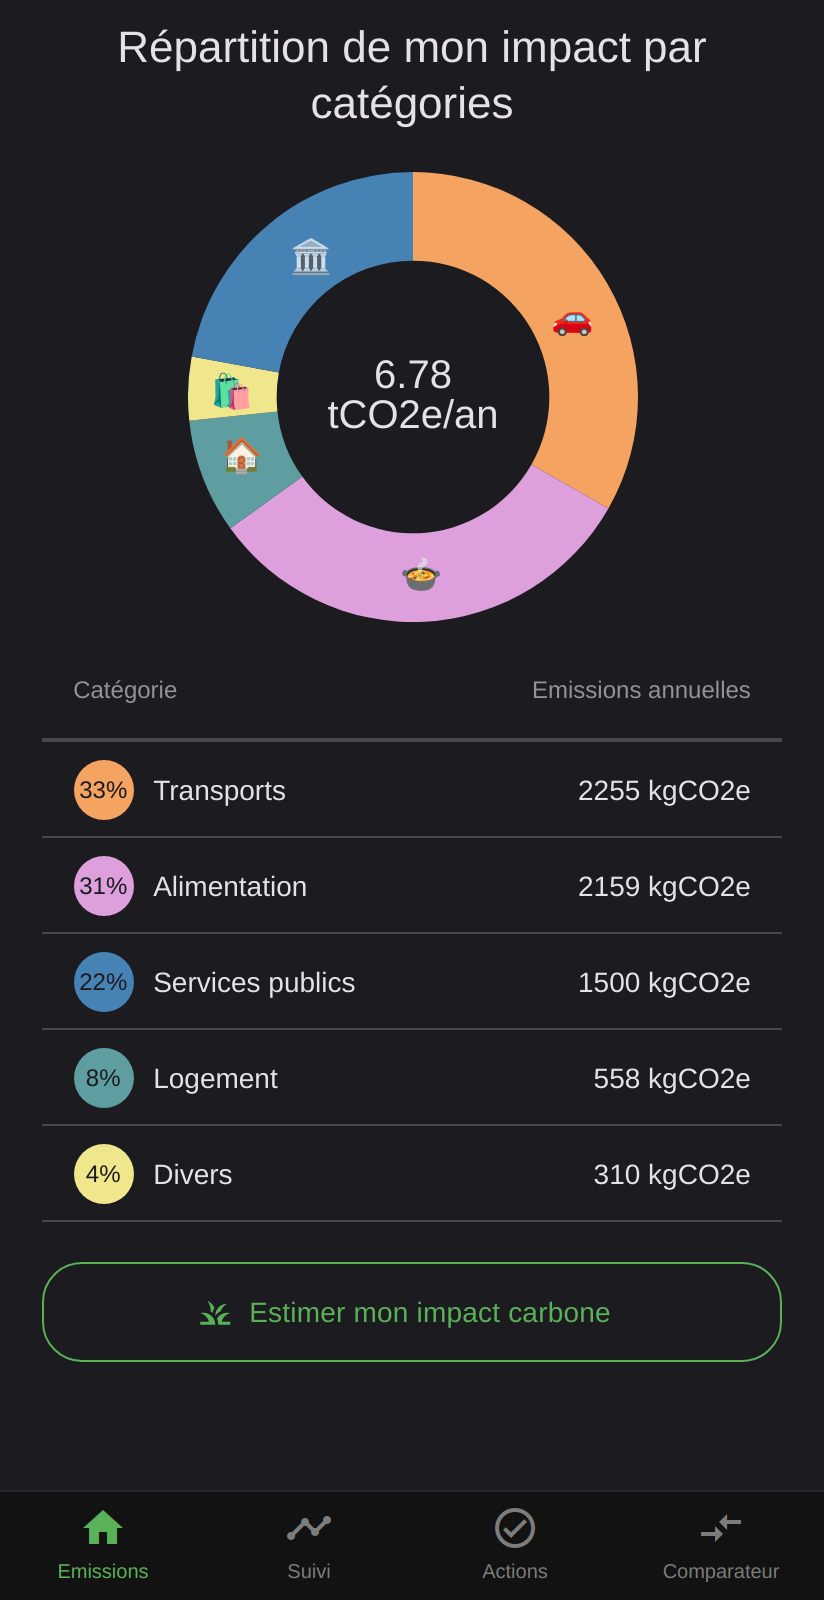 Répartition de mon impact par
catégories
6.78
tCO2e/an
Catégorie Emissions annuelles
33% Transports 2255 kgCO2e
31% Alimentation 2159 kgCO2e
22% Services publics 1500 kgCO2e
8% Logement 558 kgCO2e
4% Divers 310 kgCO2e
Estimer mon impact carbone
Emissions Suivi Actions Comparateur